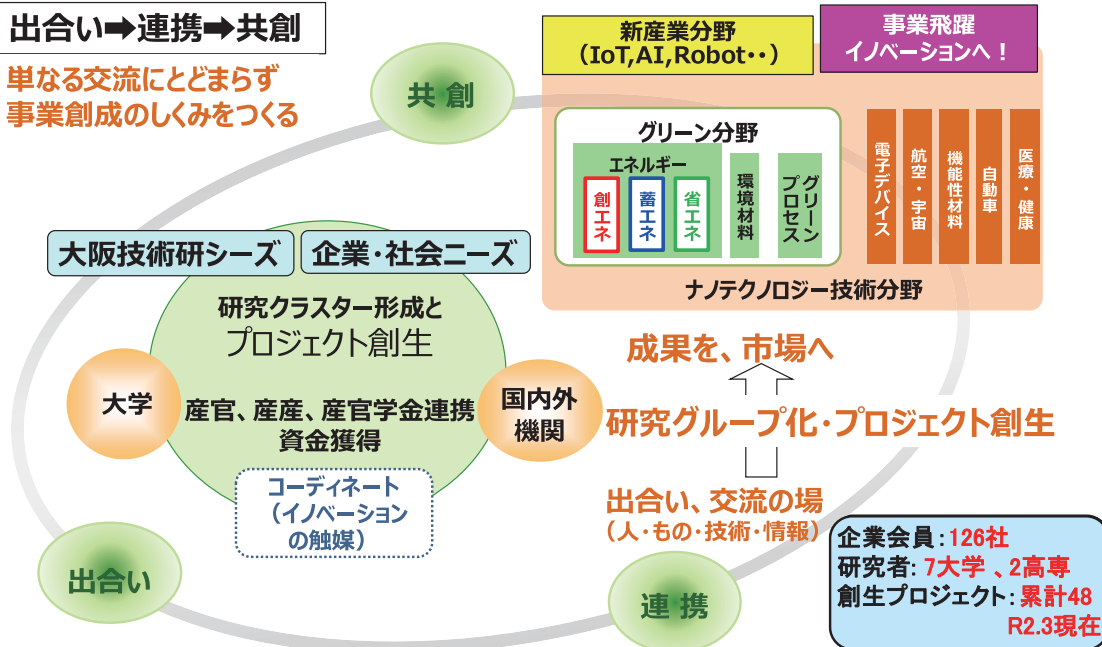 出合い➡連携➡共創
単なる交流にとどまらず
事業創成のしくみをつくる
共 創
新産業分野
(IoT,AI,Robot・・)
事業飛躍
イノベーションへ！
グリーン分野
エネルギー
創エネ
蓄エネ
省エネ
環境材料
グリーン
プロセス
電子デバイス
航空・宇宙
機能性材料
自動車
医療・健康
ナノテクノロジー技術分野
大阪技術研シーズ
企業・社会ニーズ
研究クラスター形成と
プロジェクト創生
大学
産官、産産、産官学金連携
資金獲得
国内外
機関
コーディネート
（イノベーション
の触媒）
成果を、市場へ
研究グループ化・プロジェクト創生
出合い、交流の場
（人・もの・技術・情報）
出合い
連 携
企業会員：126社
研究者： 7大学 、2高専
創生プロジェクト：累計48
R2.3現在